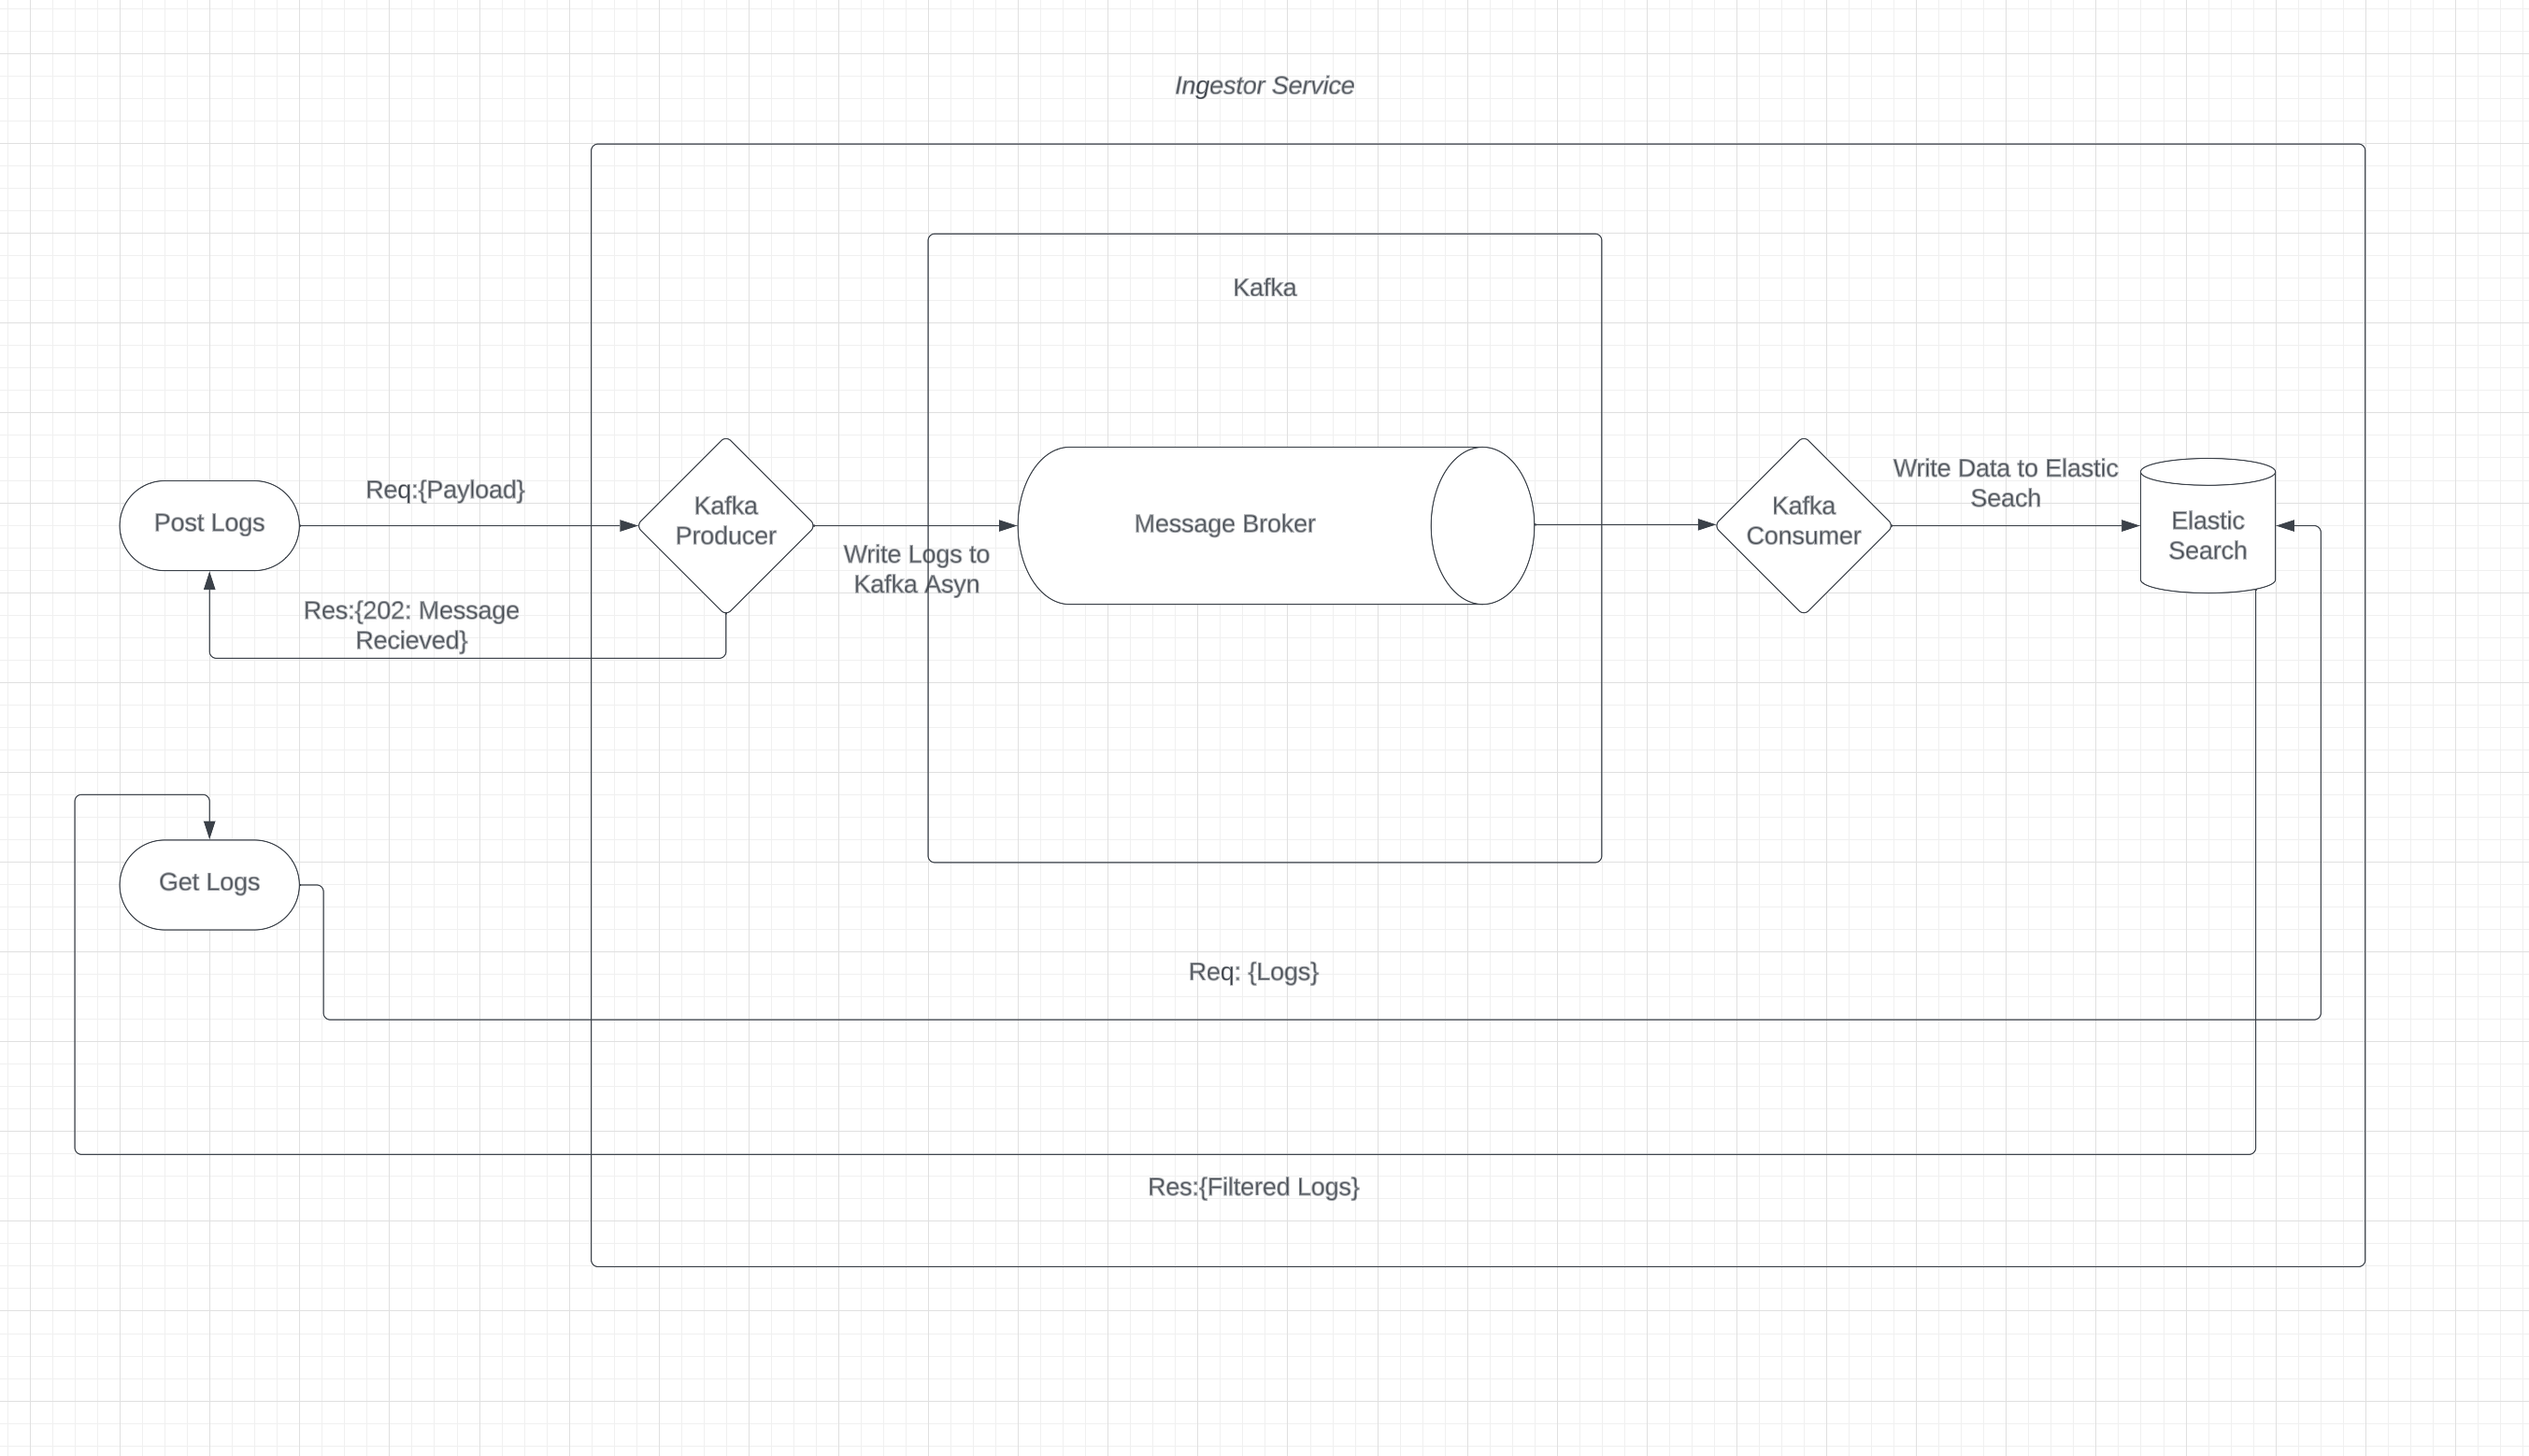 Ingestor Service
Kafka
Post Logs
Req:{Payload}
Kafka
Producer
Write Logs to
Kafka Asyn
Message Broker
Kafka
Consumer
Write Data to Elastic
Seach
Elastic
Search
Res:{202: Message
Recieved}
Get Logs
Req: {Logs}
Res:{Filtered Logs}